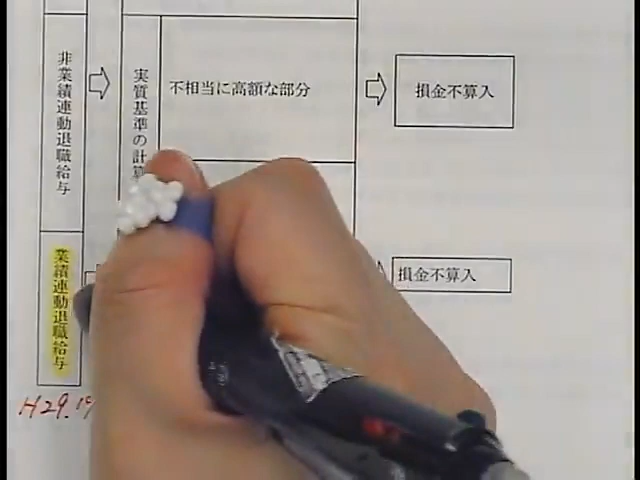 非業績連動退職給与
実質基準の計算
不相当に高額な部分
損金不算入
業績連動退職給与
損金不算入
H29.